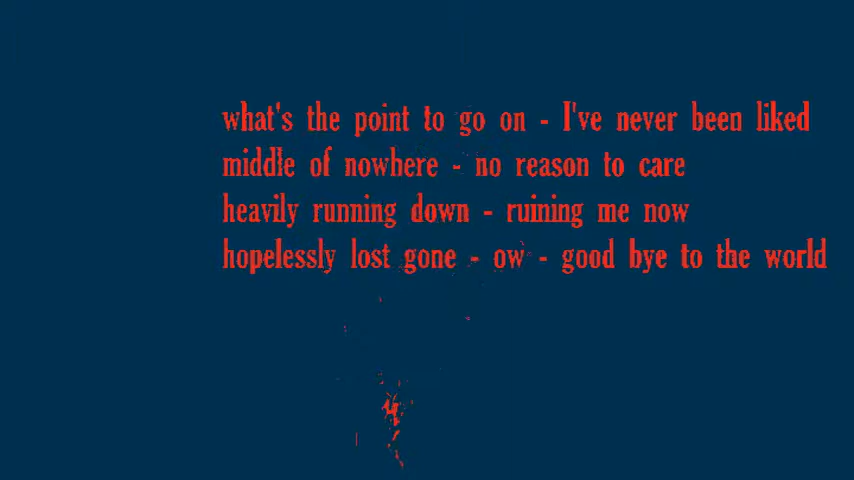 what's the point to go on - I've never been liked
middle of nowhere - no reason to care
heavily running down - ruining me now
hopelessly lost gone - ow - good bye to the world